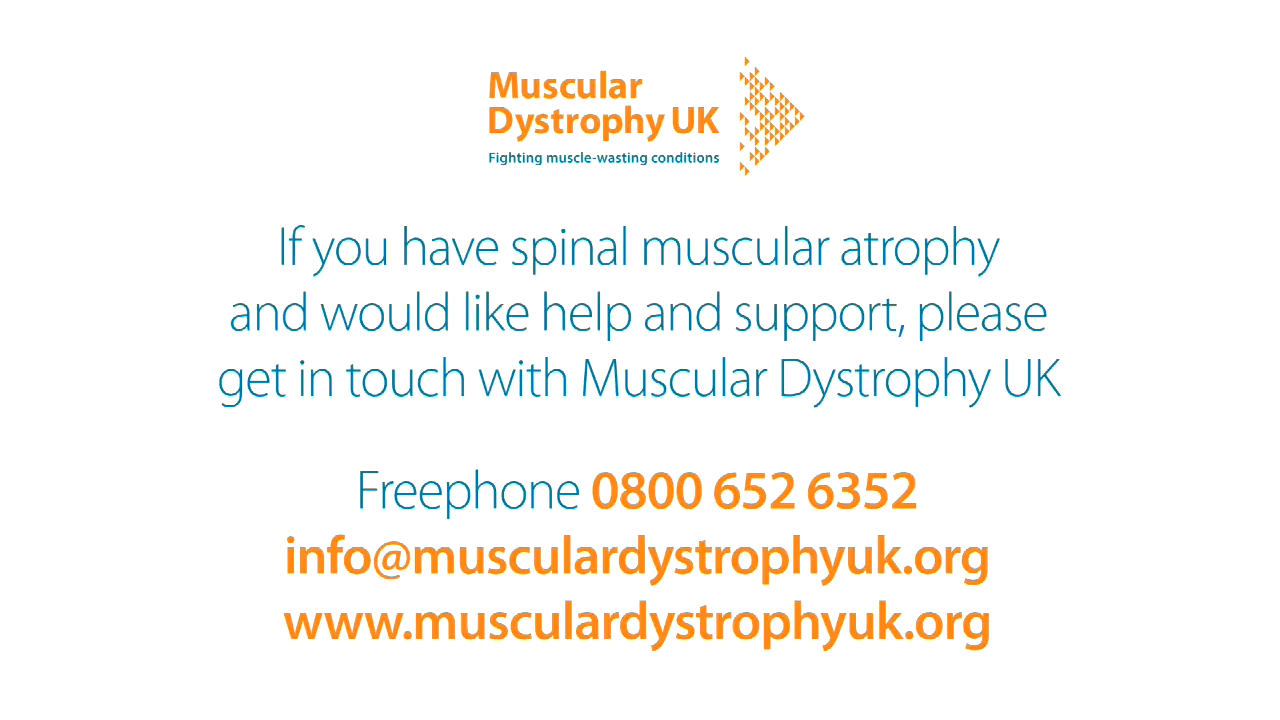 Muscular
Dystrophy UK
Fighting muscle-wasting conditions
If you have spinal muscular atrophy
and would like help and support, please
get in touch with Muscular Dystrophy UK
Freephone 0800 652 6352
info@musculardystrophyuk.org
www.musculardystrophyuk.org